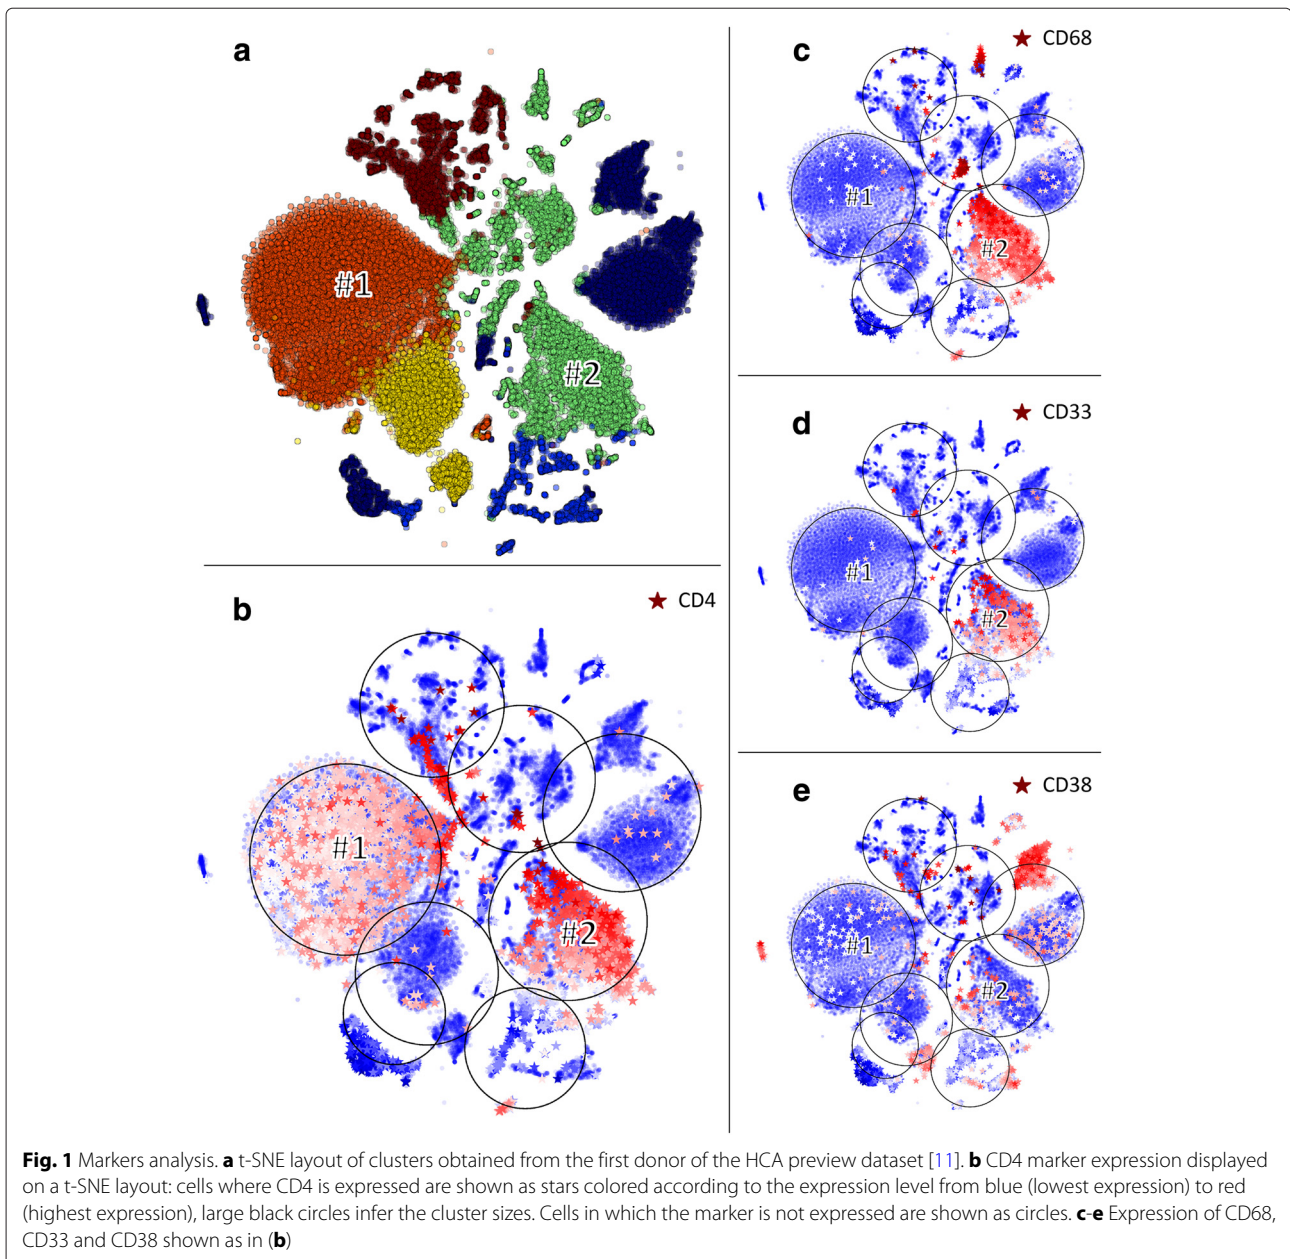 a
#1
#2
b
★ CD4
#1
#2
c
★ CD68
#1
#2
d
★ CD33
#1
#2
e
★ CD38
#1
#2
Fig. 1 Markers analysis. a t-SNE layout of clusters obtained from the first donor of the HCA preview dataset [11]. b CD4 marker expression displayed
on a t-SNE layout: cells where CD4 is expressed are shown as stars colored according to the expression level from blue (lowest expression) to red
(highest expression), large black circles infer the cluster sizes. Cells in which the marker is not expressed are shown as circles. c-e Expression of CD68,
CD33 and CD38 shown as in (b)